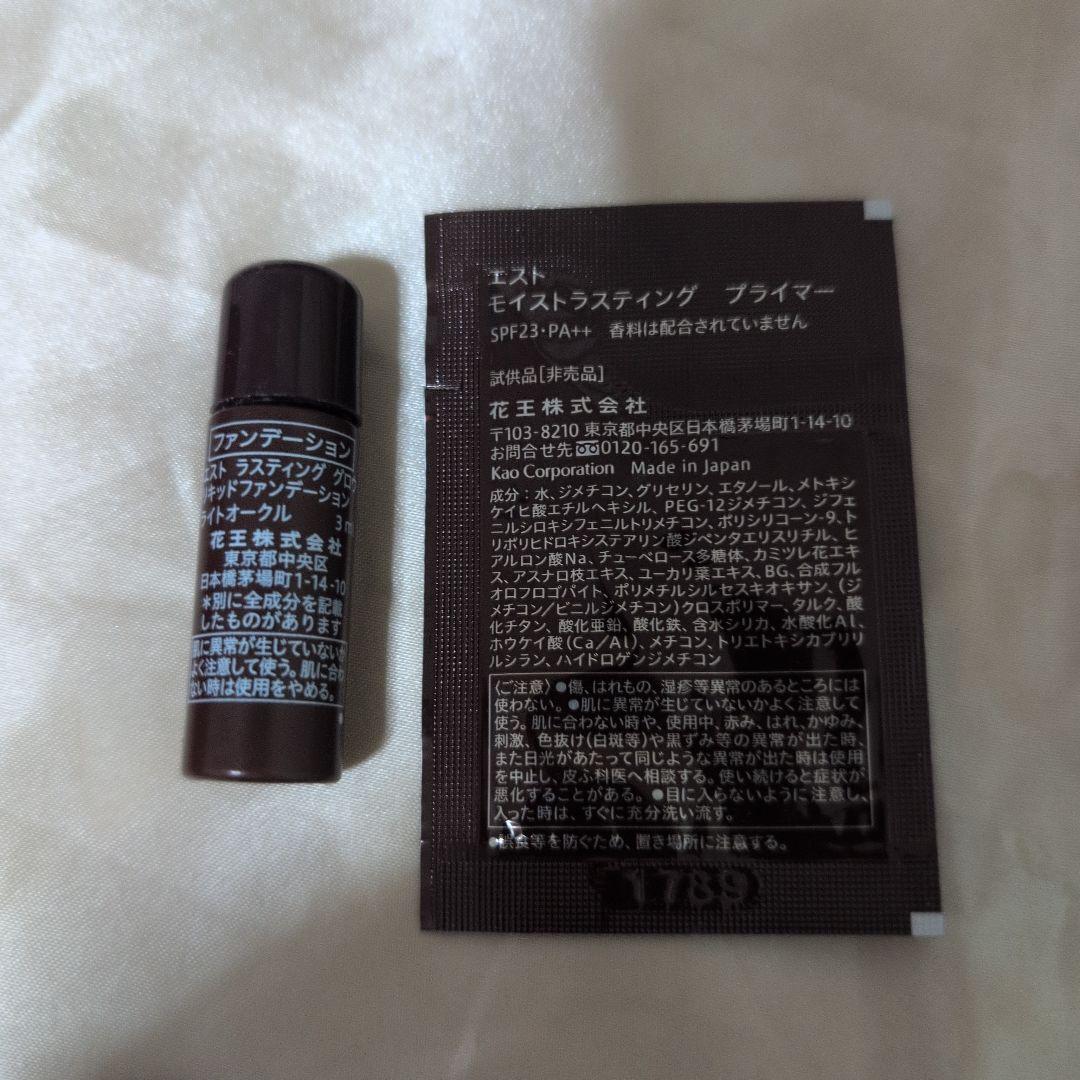 ファンデーション
エスト ラスティング グロウ
リキッドファンデーション
ライトオークル 3 ml
花王株式会社
東京都中央区
日本橋茅場町1-14-10
*別に全成分を記載
したものがあります
肌に異常が生じていないか
よく注意して使う。肌に合わ
ない時は使用をやめる。
エスト
モイストラスティング プライマー
SPF23・PA++ 香料は配合されていません
試供品[非売品]
花王株式会社
〒103-8210 東京都中央区日本橋茅場町1-14-10
お問合せ先 0120-165-691
Kao Corporation Made in Japan
成分：水、ジメチコン、グリセリン、エタノール、メトキシ
ケイヒ酸エチルヘキシル、PEG-12ジメチコン、ジフェ
ニルシロキシフェニルトリメチコン、ポリシリコーン-9、ト
リポリヒドロキシステアリン酸ジペンタエリスリチル、ヒ
アルロン酸Na、チューベロース多糖体、カミツレ花エキ
ス、アスナロ枝エキス、ユーカリ葉エキス、BG、合成フル
オロフロゴパイト、ポリメチルシルセスキオキサン、(ジ
メチコン/ビニルジメチコン)クロスポリマー、タルク、酸
化チタン、酸化亜鉛、酸化鉄、含水シリカ、水酸化Al、
ホウケイ酸(Ca/Al)、メチコン、トリエトキシカプリリ
ルシラン、ハイドロゲンジメチコン
〈ご注意〉●傷、はれもの、湿疹等異常のあるところには
使わない。●肌に異常が生じていないかよく注意して
使う。肌に合わない時や、使用中、赤み、はれ、かゆみ、
刺激、色抜け(白斑等)や黒ずみ等の異常が出た時、
また日光があたって同じような異常が出た時は使用
を中止し、皮ふ科医へ相談する。使い続けると症状が
悪化することがある。●目に入らないように注意し、
入った時は、すぐに充分洗い流す。
●誤食等を防ぐため、置き場所に注意する。
1789